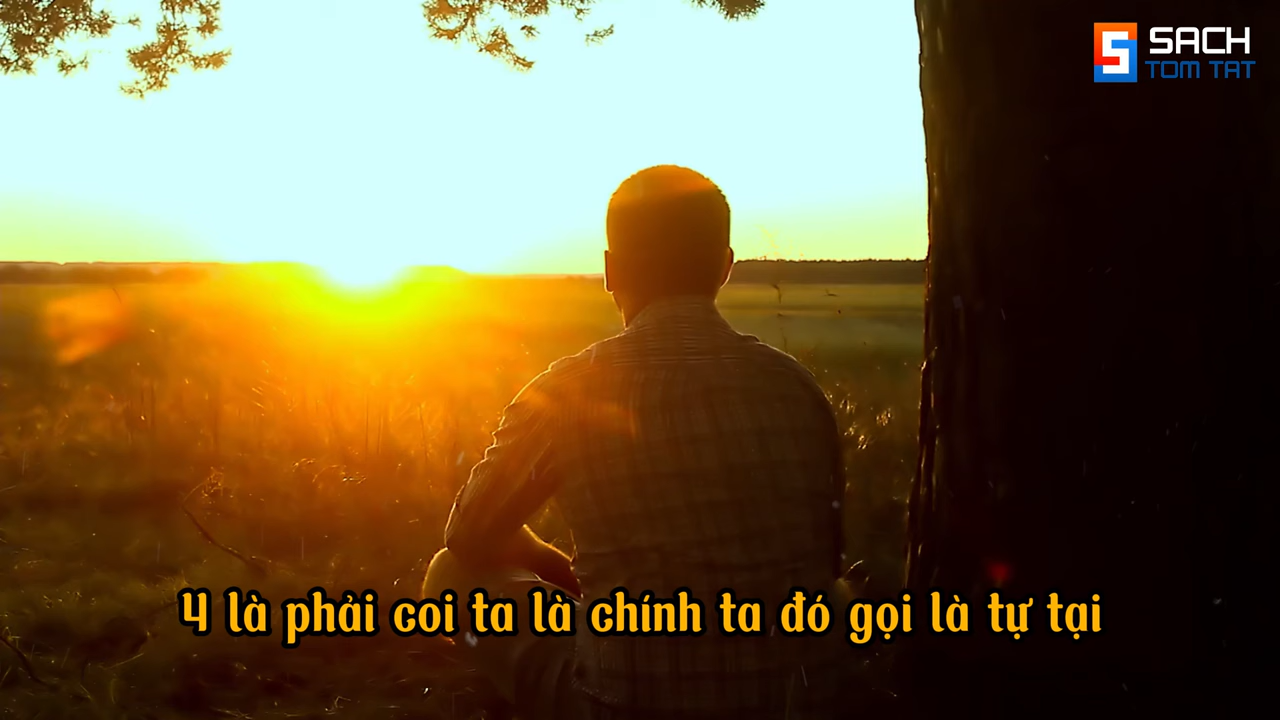 SACH
TOM TAT
4 là phải coi ta là chính ta đó gọi là tự tại